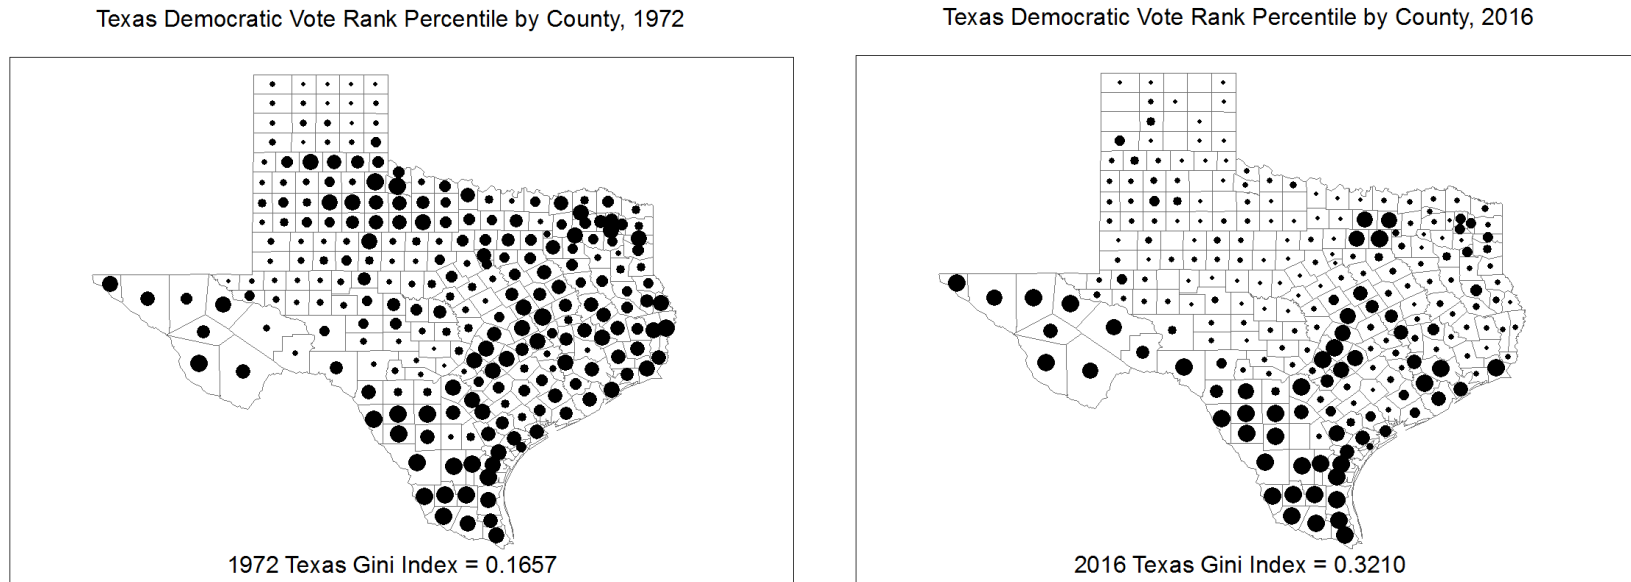 Texas Democratic Vote Rank Percentile by County, 1972
Texas Democratic Vote Rank Percentile by County, 2016
1972 Texas Gini Index = 0.1657
2016 Texas Gini Index = 0.3210